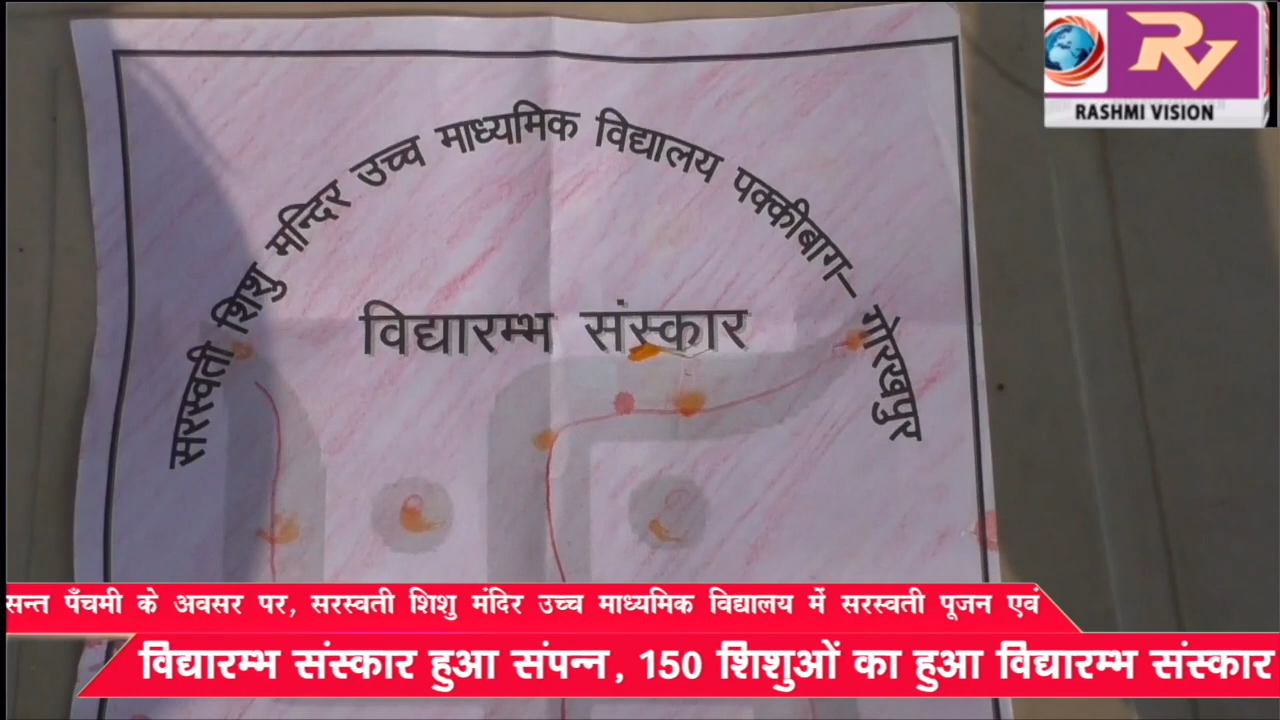 RV
RASHMI VISION
सरस्वती शिशु मन्दिर उच्च माध्यमिक विद्यालय पक्कीबाग– गोरखपुर
विद्यारम्भ संस्कार
सन्त पँचमी के अवसर पर, सरस्वती शिशु मंदिर उच्च माध्यमिक विद्यालय में सरस्वती पूजन एवं
विद्यारम्भ संस्कार हुआ संपन्न, 150 शिशुओं का हुआ विद्यारम्भ संस्कार